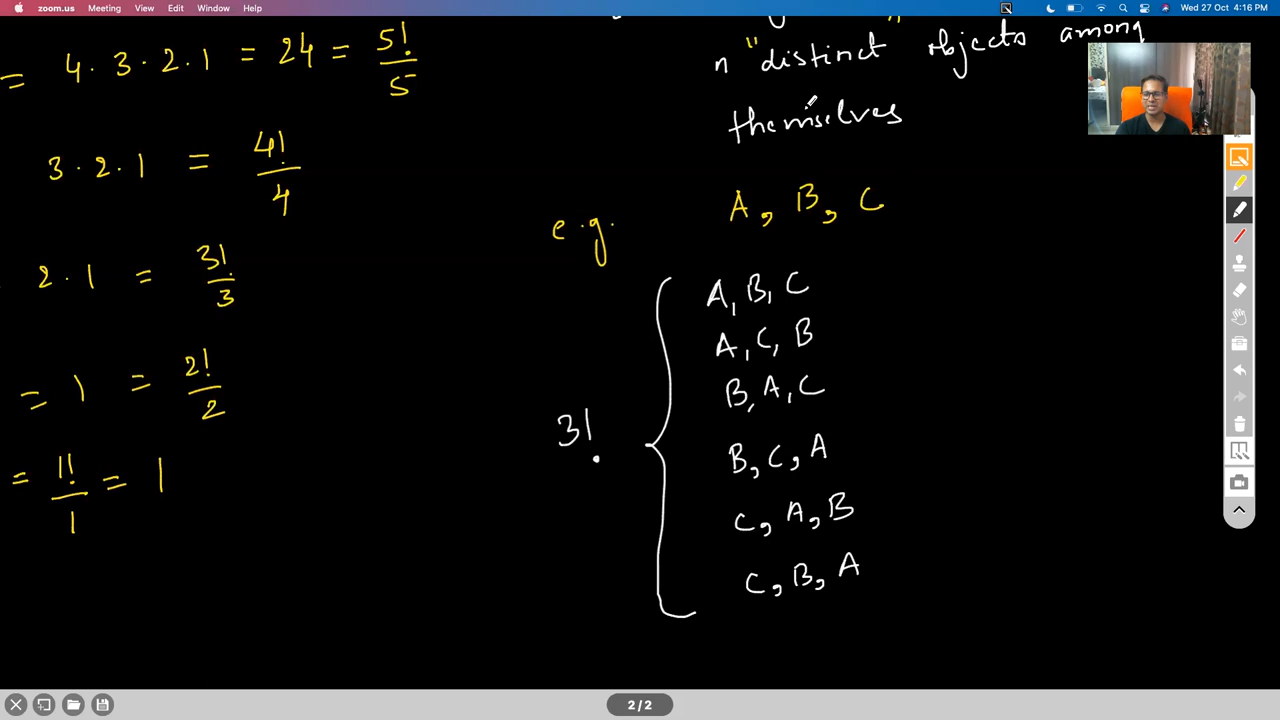 zoom.us Meeting View Edit Window Help Wed 27 Oct 4:16 PM
= 4 · 3 · 2 · 1 = 24 = 5!/5
3 · 2 · 1 = 4!/4
2 · 1 = 3!/3
= 1 = 2!/2
= 1!/1 = 1
n "distinct" objects among
themselves
e.g. A, B, C
A, B, C
A, C, B
B, A, C
3!
B, C, A
C, A, B
C, B, A
2/2